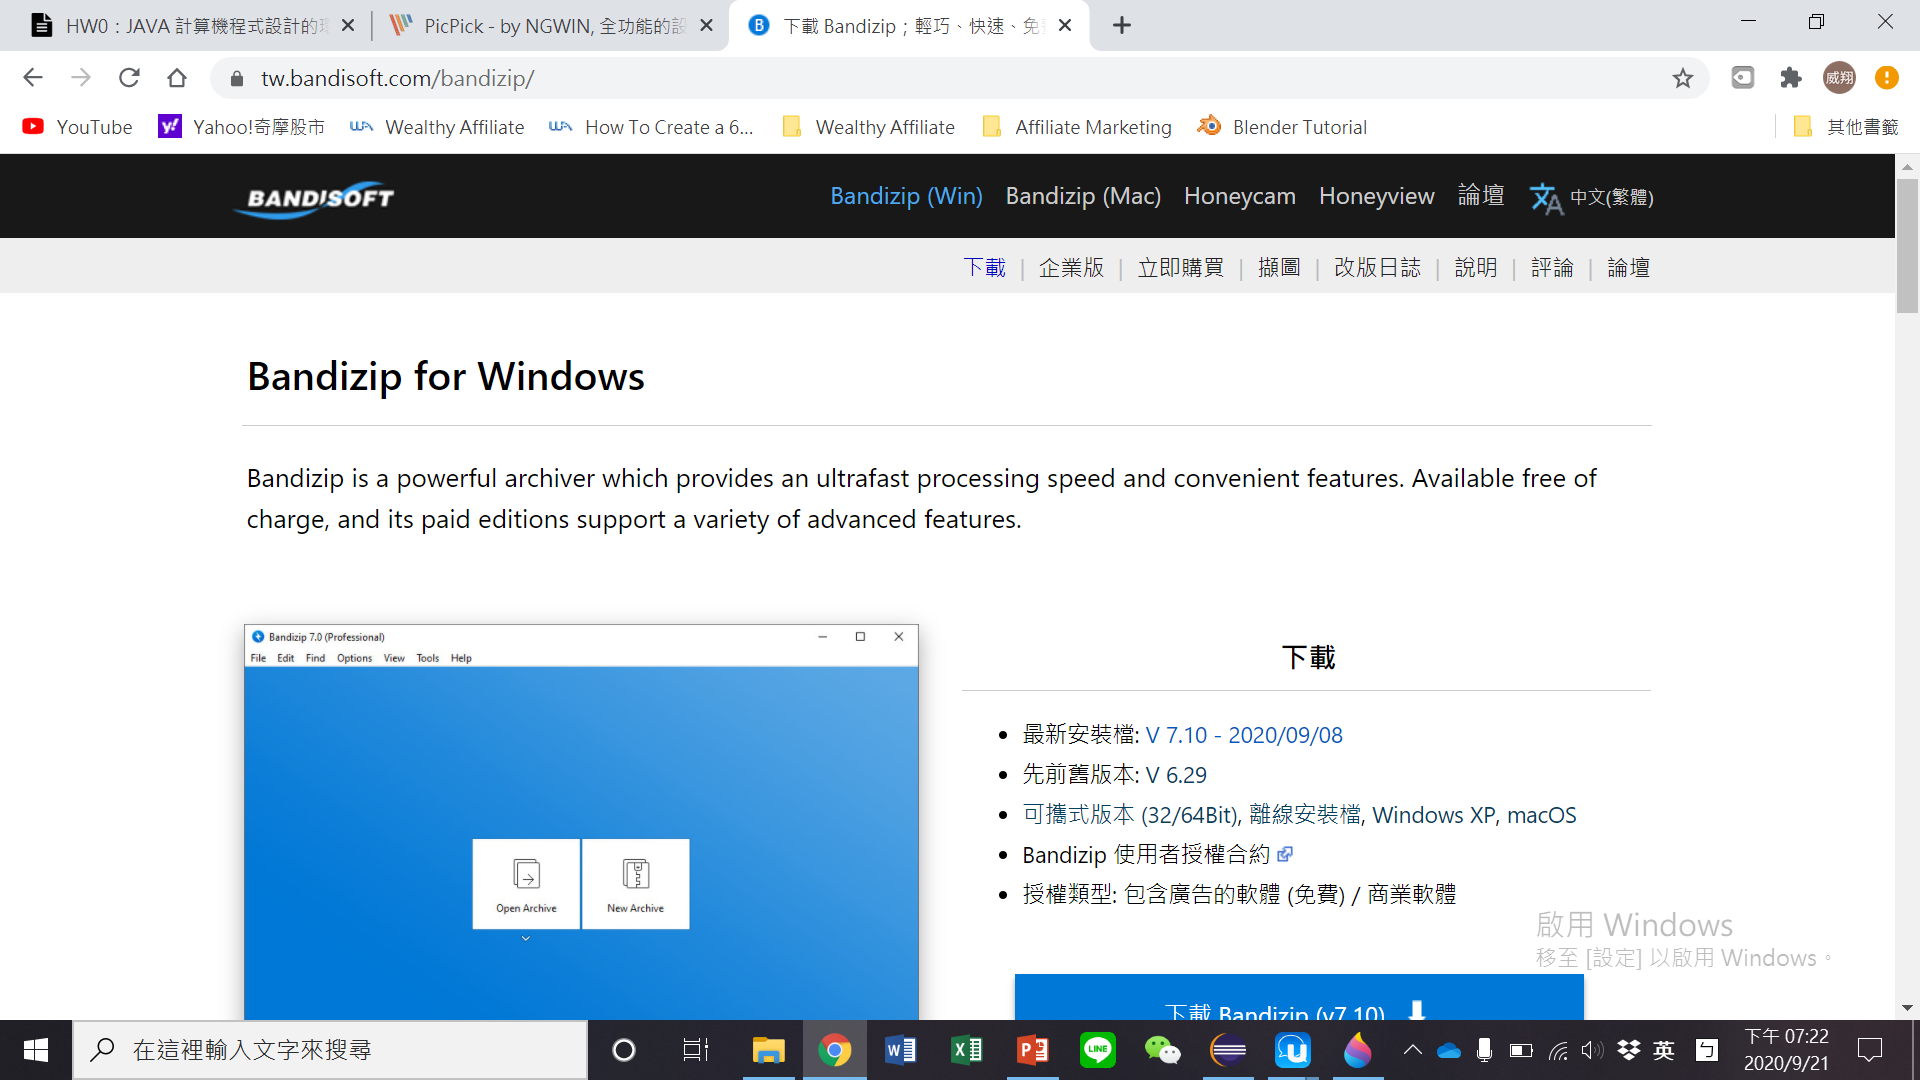 HW0：JAVA 計算機程式設計的
PicPick - by NGWIN, 全功能的設
下載 Bandizip；輕巧、快速、免
tw.bandisoft.com/bandizip/
威翔
YouTube
Yahoo!奇摩股市
Wealthy Affiliate
How To Create a 6...
Wealthy Affiliate
Affiliate Marketing
Blender Tutorial
其他書籤
BANDISOFT
Bandizip (Win)
Bandizip (Mac)
Honeycam
Honeyview
論壇
中文(繁體)
下載 | 企業版 | 立即購買 | 擷圖 | 改版日誌 | 說明 | 評論 | 論壇
Bandizip for Windows
Bandizip is a powerful archiver which provides an ultrafast processing speed and convenient features. Available free of
charge, and its paid editions support a variety of advanced features.
Bandizip 7.0 (Professional)
File Edit Find Options View Tools Help
Open Archive
New Archive
下載
最新安裝檔: V 7.10 - 2020/09/08
先前舊版本: V 6.29
可攜式版本 (32/64Bit), 離線安裝檔, Windows XP, macOS
Bandizip 使用者授權合約
授權類型: 包含廣告的軟體 (免費) / 商業軟體
啟用 Windows
移至 [設定] 以啟用 Windows。
下載 Bandizip (v7.10)
在這裡輸入文字來搜尋
LINE
英
ㄅ
下午 07:22
2020/9/21